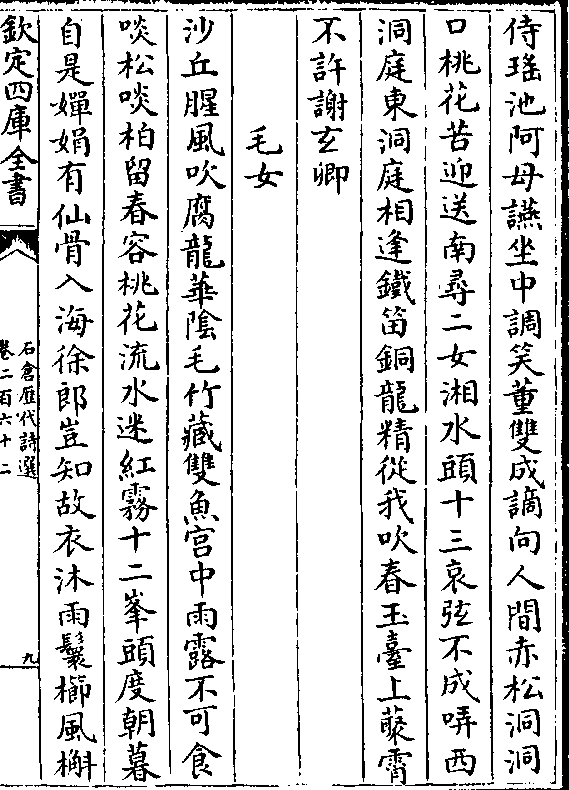 侍瑤池阿母讌坐中調笑董雙成謫向人間赤松洞洞
口桃花苦迎送南尋二女湘水頭十三哀弦不成哢西
洞庭東洞庭相逢鐵笛銅龍精從我吹春玉臺上藂霄
不許謝玄卿
毛女
沙丘腥風吹腐龍華陰毛竹藏雙魚宮中雨露不可食
啖松啖柏留春容桃花流水迷紅霧十二峯頭度朝暮
自是嬋娟有仙骨入海徐郎豈知故衣沐雨鬟櫛風槲
欽定四庫全書
石倉歷代詩選
卷二百六十二
九